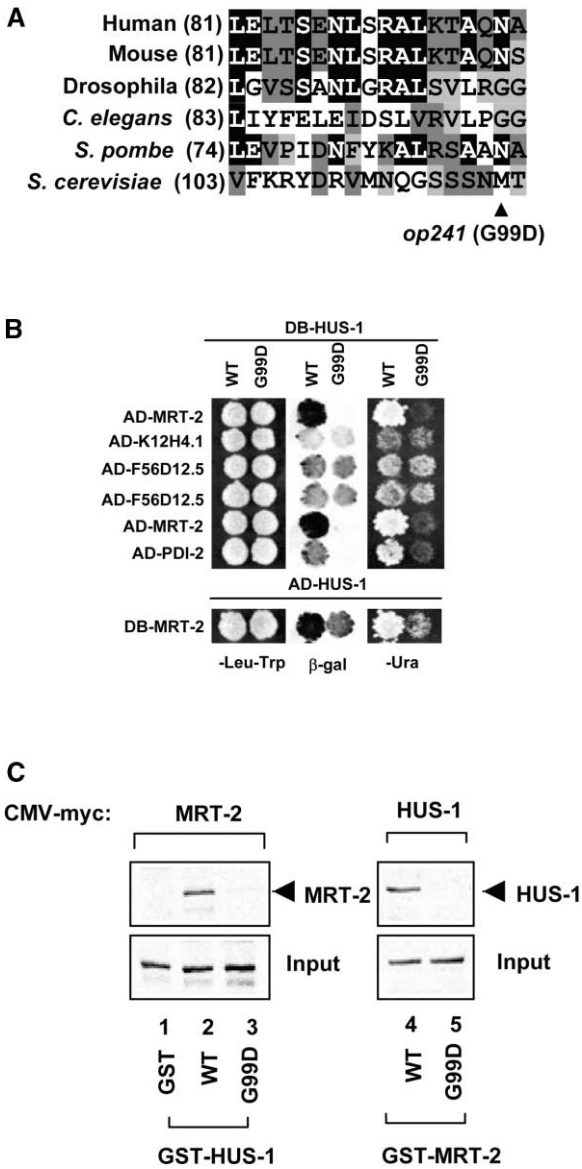 A
Human (81) LELTSENLSRALKTAQNA
Mouse (81) LELTSENLSRALKTAQNS
Drosophila (82) LGVSSANLGRALSVLRGG
C. elegans (83) LIYFELEIDSLVRVLPGG
S. pombe (74) LEVPIDNFYKALRSAANA
S. cerevisiae (103) VFKRYDRVMNQGSSSNMT
op241 (G99D)
B
DB-HUS-1
WT G99D WT G99D WT G99D
AD-MRT-2
AD-K12H4.1
AD-F56D12.5
AD-F56D12.5
AD-MRT-2
AD-PDI-2
AD-HUS-1
DB-MRT-2
-Leu-Trp β-gal -Ura
C
CMV-myc: MRT-2 HUS-1
MRT-2 HUS-1
Input Input
1 2 3 4 5
GST WT G99D WT G99D
GST-HUS-1 GST-MRT-2